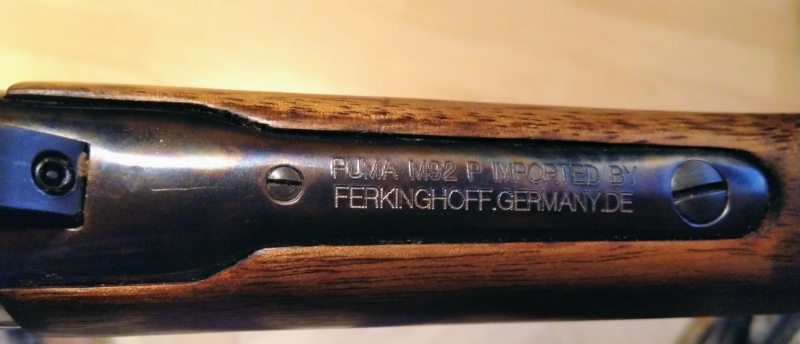 PUMA M92 P IMPORTED BY
FERKINGHOFF.GERMANY.DE